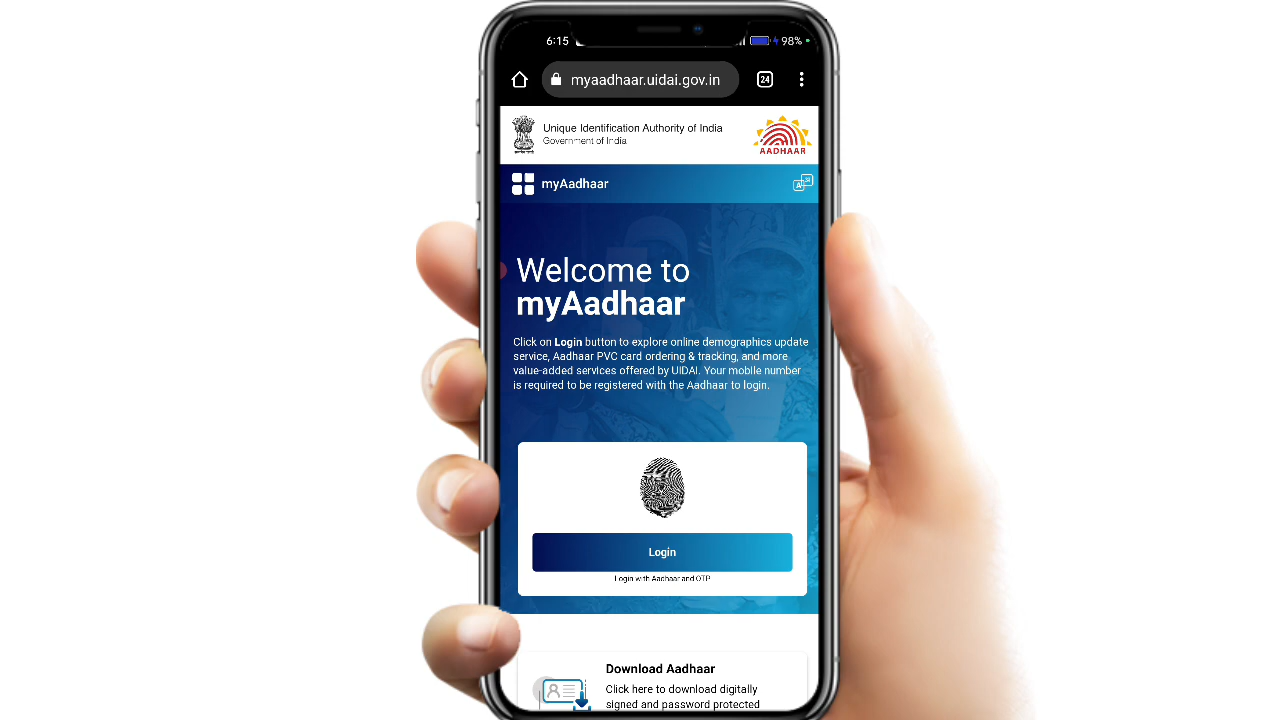 6:15
98%
myaadhaar.uidai.gov.in
24
Unique Identification Authority of India
Government of India
AADHAAR
myAadhaar
Welcome to
myAadhaar
Click on Login button to explore online demographics update
service, Aadhaar PVC card ordering & tracking, and more
value-added services offered by UIDAI. Your mobile number
is required to be registered with the Aadhaar to login.
Login
Login with Aadhaar and OTP
Download Aadhaar
Click here to download digitally
signed and password protected